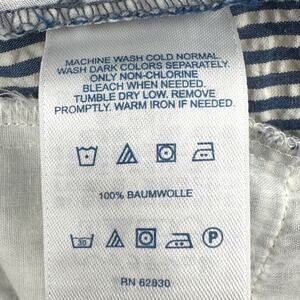 MACHINE WASH COLD NORMAL
WASH DARK COLORS SEPARATELY.
ONLY NON-CHLORINE
BLEACH WHEN NEEDED.
TUMBLE DRY LOW. REMOVE
PROMPTLY. WARM IRON IF NEEDED.
100% BAUMWOLLE
30 P
RN 62830